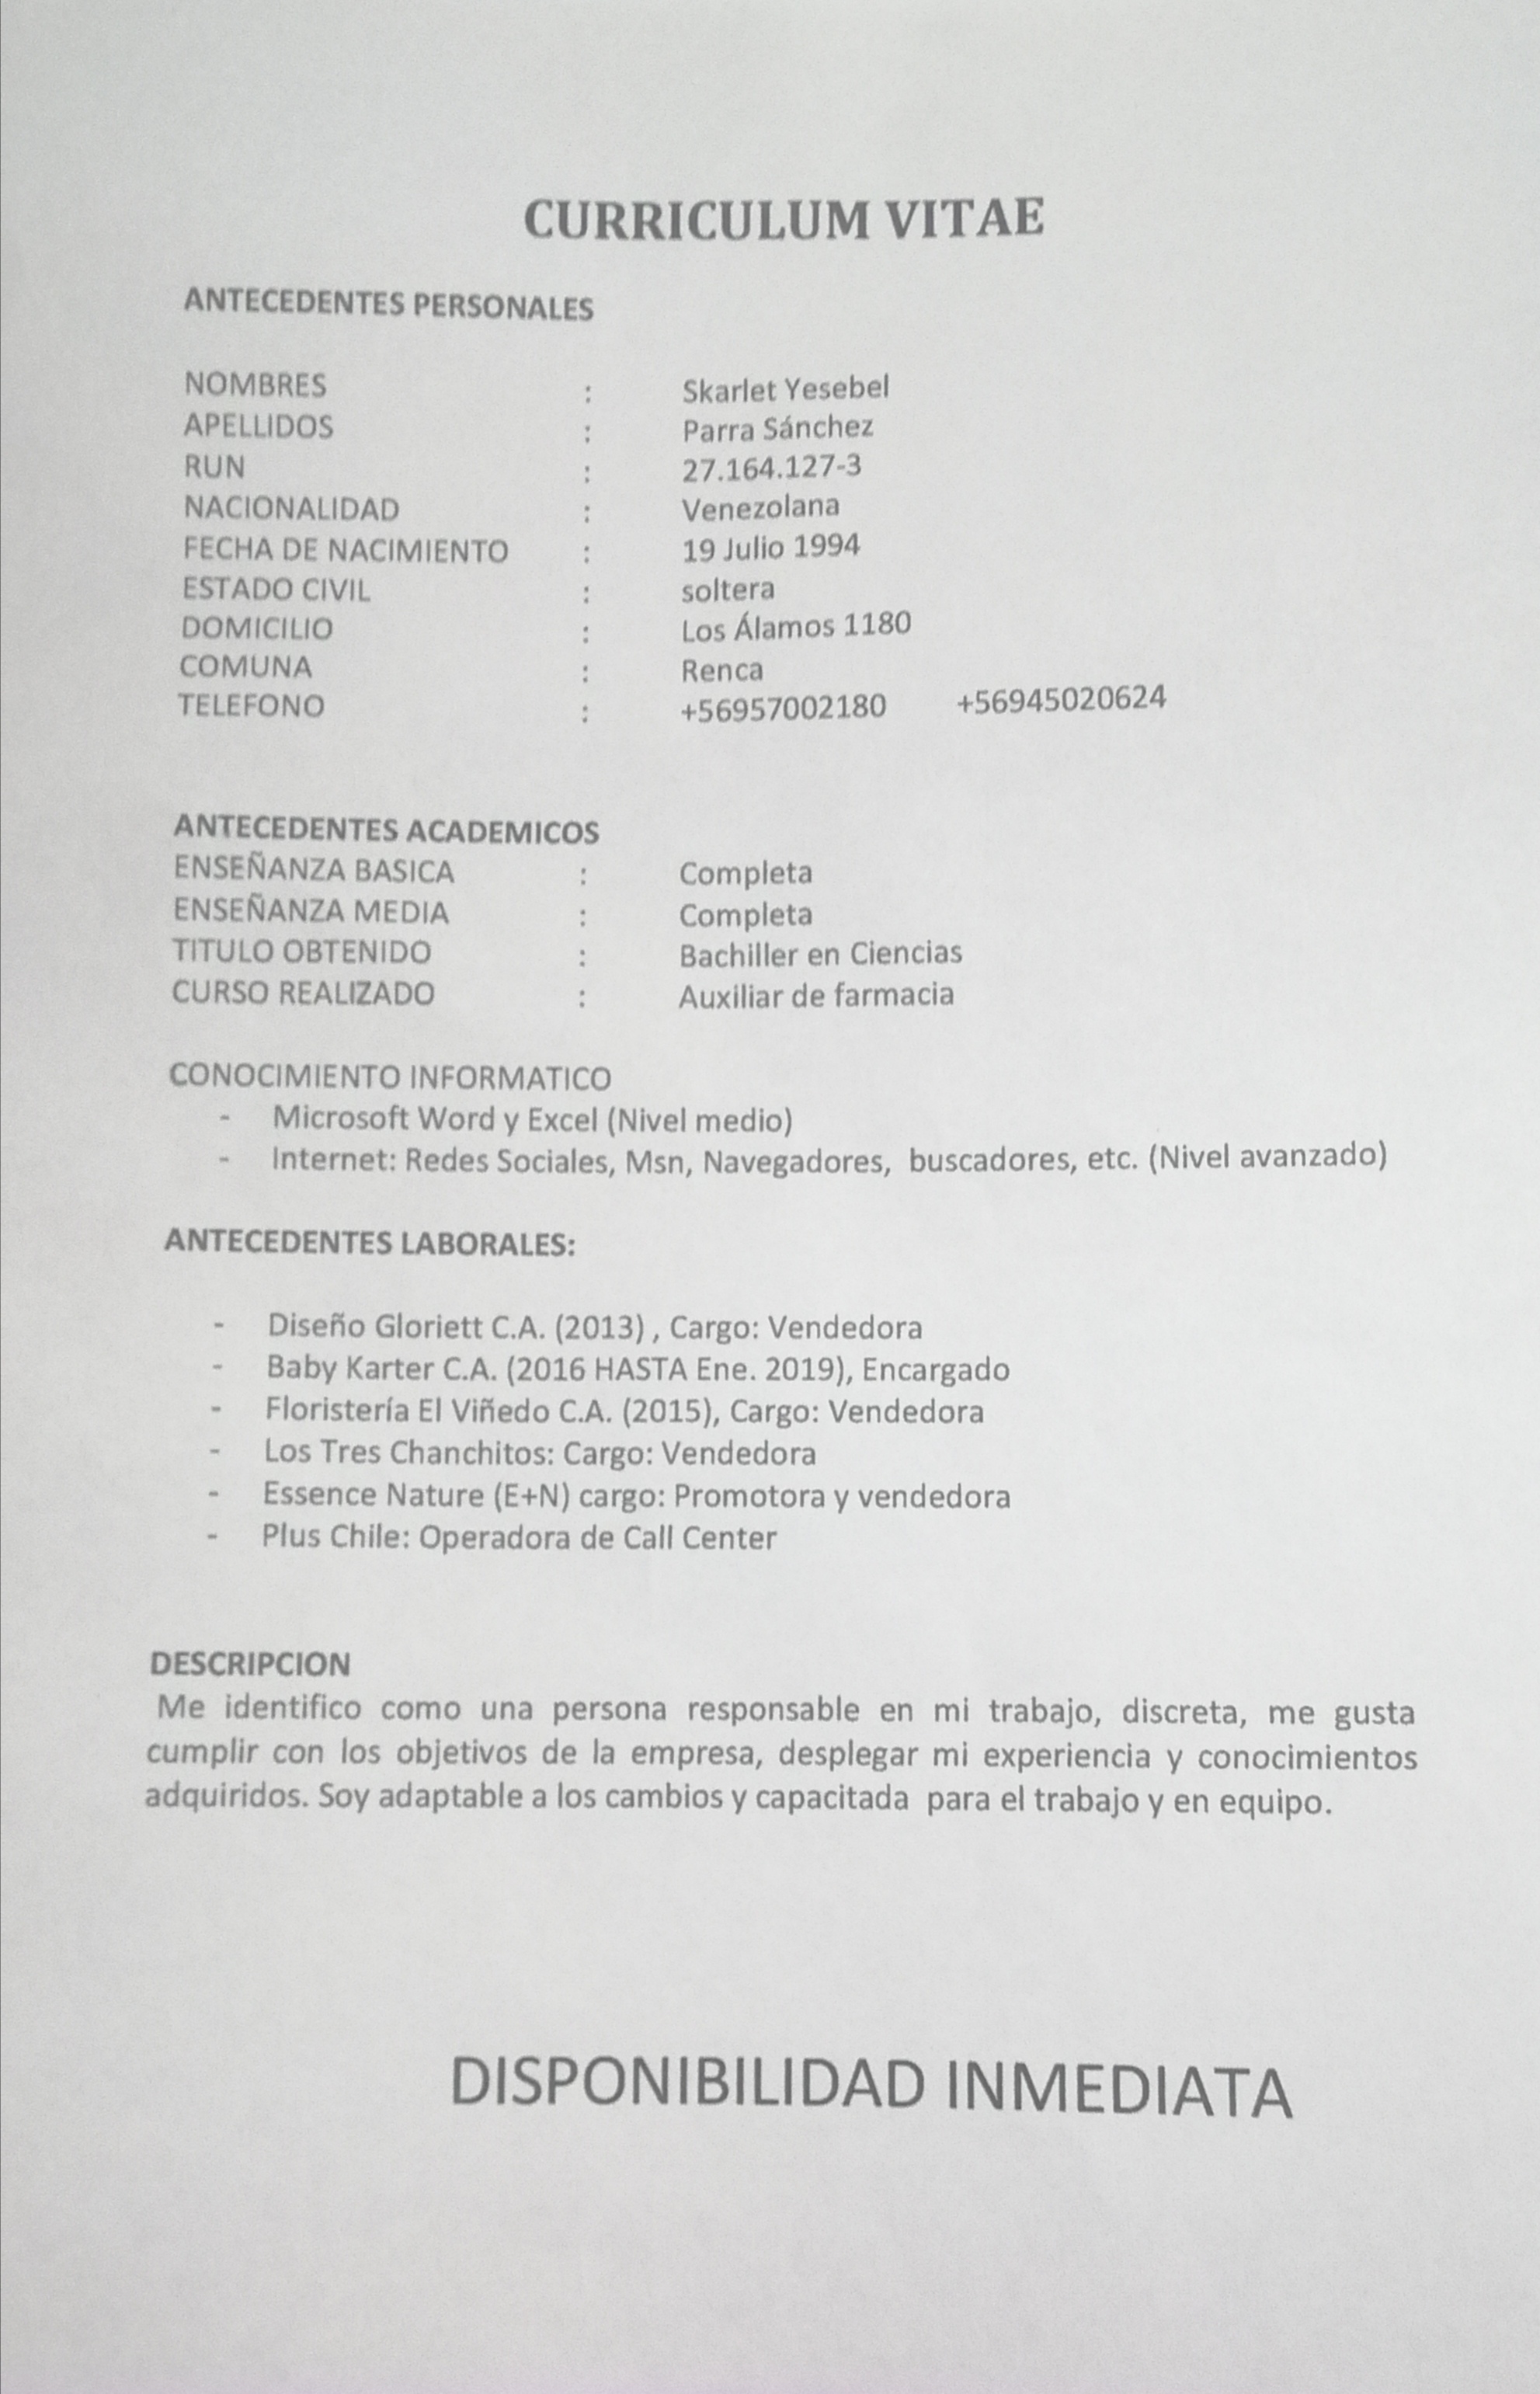 CURRICULUM VITAE
ANTECEDENTES PERSONALES
NOMBRES : Skarlet Yesebel
APELLIDOS : Parra Sánchez
RUN : 27.164.127-3
NACIONALIDAD : Venezolana
FECHA DE NACIMIENTO : 19 Julio 1994
ESTADO CIVIL : soltera
DOMICILIO : Los Álamos 1180
COMUNA : Renca
TELEFONO : +56957002180 +56945020624
ANTECEDENTES ACADEMICOS
ENSEÑANZA BASICA : Completa
ENSEÑANZA MEDIA : Completa
TITULO OBTENIDO : Bachiller en Ciencias
CURSO REALIZADO : Auxiliar de farmacia
CONOCIMIENTO INFORMATICO
- Microsoft Word y Excel (Nivel medio)
- Internet: Redes Sociales, Msn, Navegadores, buscadores, etc. (Nivel avanzado)
ANTECEDENTES LABORALES:
- Diseño Gloriett C.A. (2013) , Cargo: Vendedora
- Baby Karter C.A. (2016 HASTA Ene. 2019), Encargado
- Floristería El Viñedo C.A. (2015), Cargo: Vendedora
- Los Tres Chanchitos: Cargo: Vendedora
- Essence Nature (E+N) cargo: Promotora y vendedora
- Plus Chile: Operadora de Call Center
DESCRIPCION
Me identifico como una persona responsable en mi trabajo, discreta, me gusta
cumplir con los objetivos de la empresa, desplegar mi experiencia y conocimientos
adquiridos. Soy adaptable a los cambios y capacitada para el trabajo y en equipo.
DISPONIBILIDAD INMEDIATA